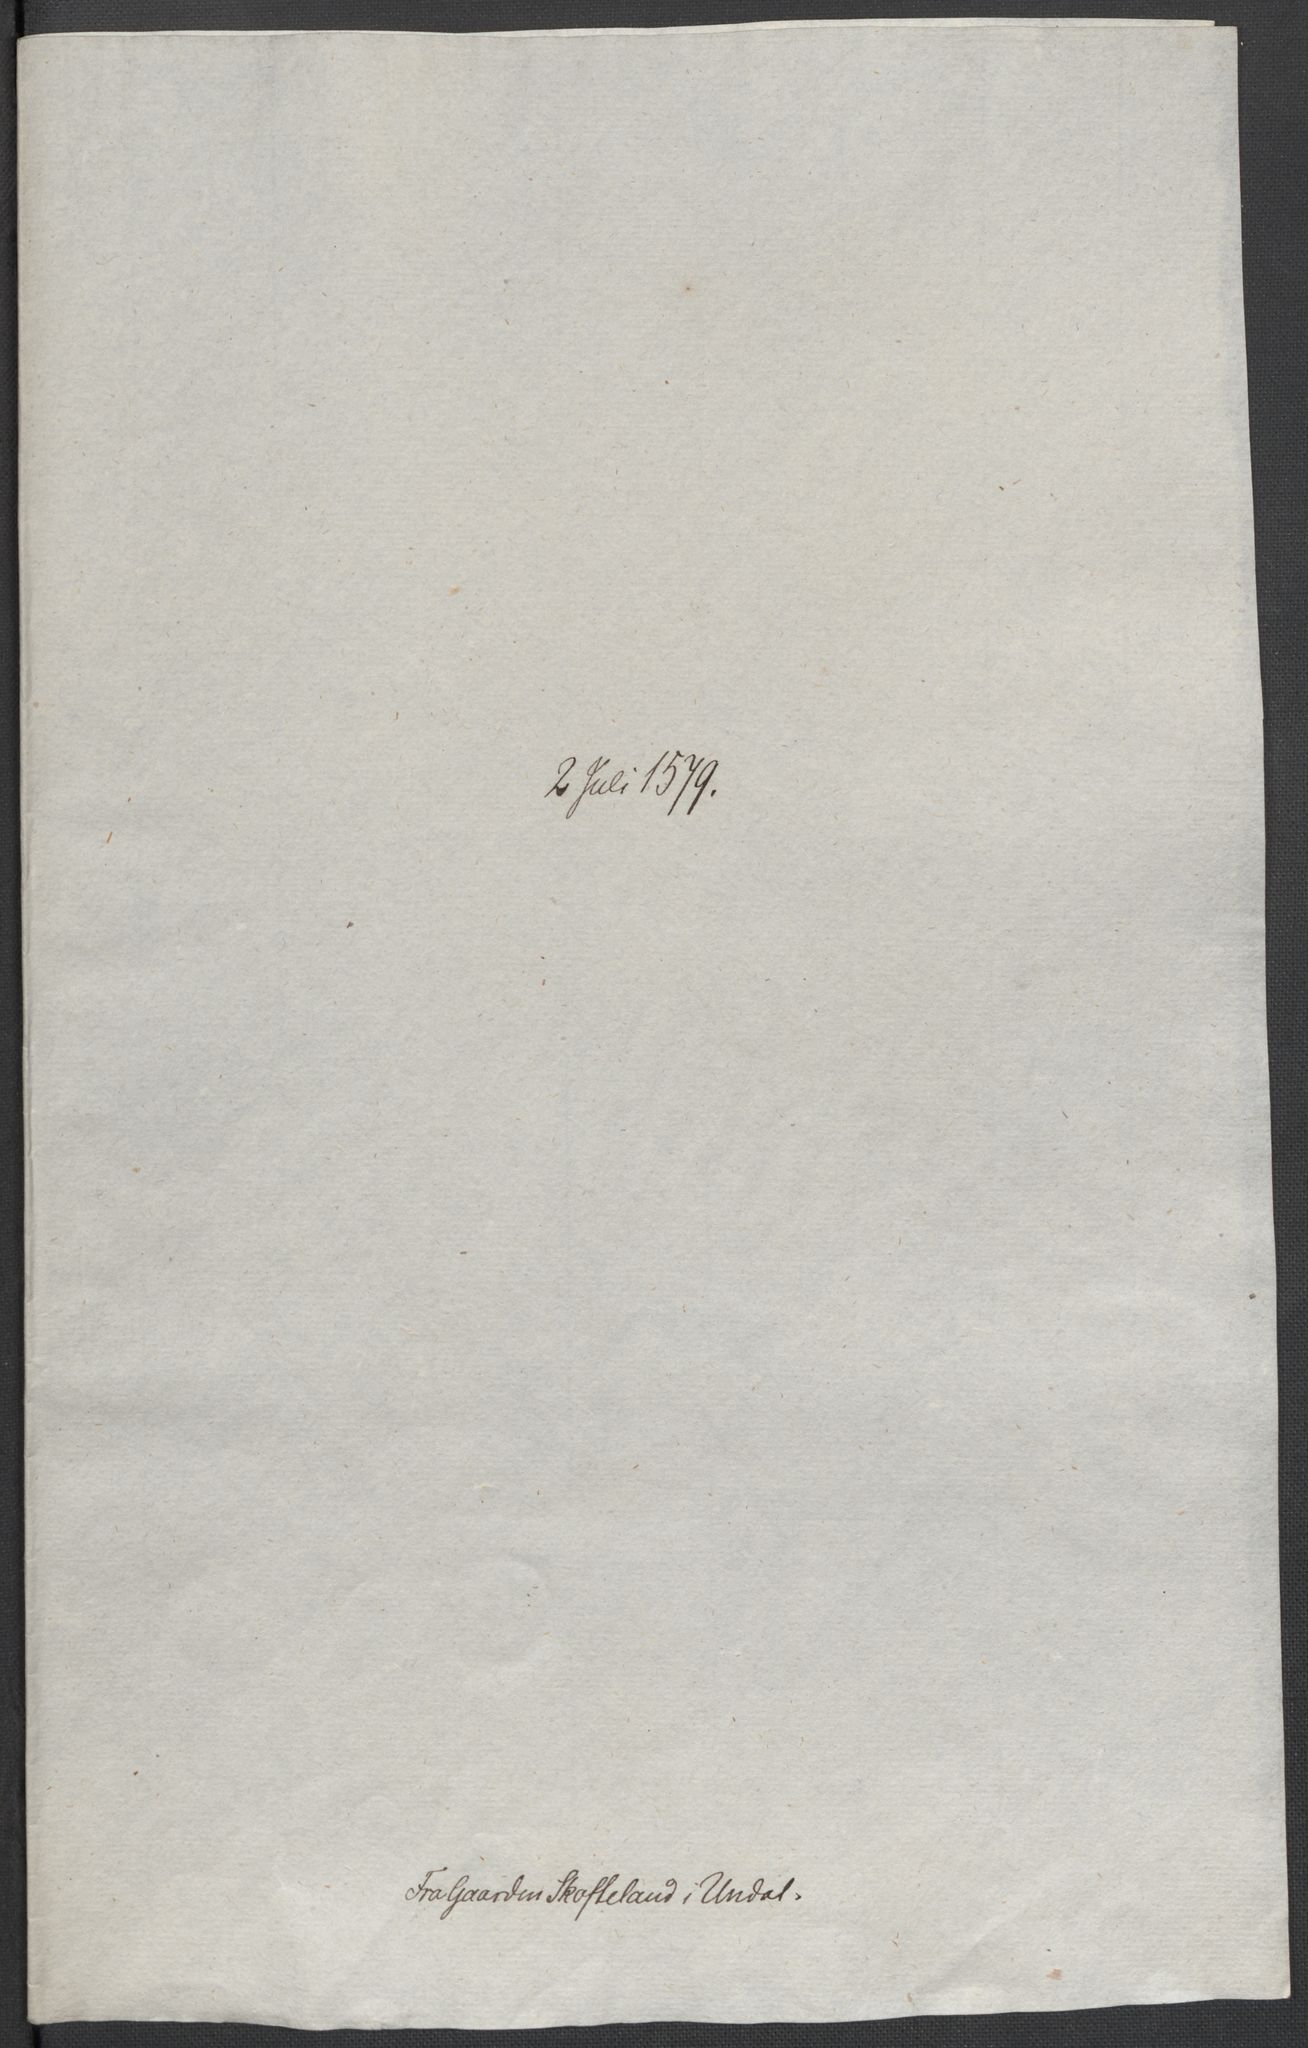 2 Juli 1579.
Fra Gaarden Skofteland i Undal.